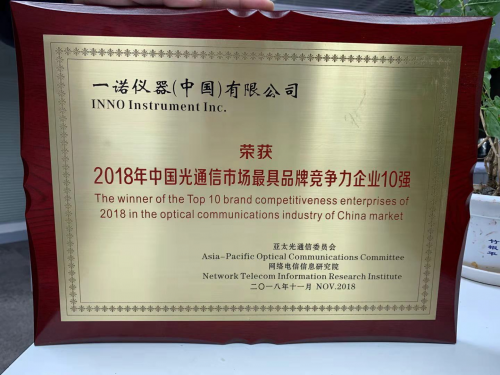 一诺仪器(中国)有限公司
INNO Instrument Inc.
荣获
2018年中国光通信市场最具品牌竞争力企业10强
The winner of the Top 10 brand competitiveness enterprises of
2018 in the optical communications industry of China market
亚太光通信委员会
Asia-Pacific Optical Communications Committee
网络电信信息研究院
Network Telecom Information Research Institute
二〇一八年十一月 NOV.2018